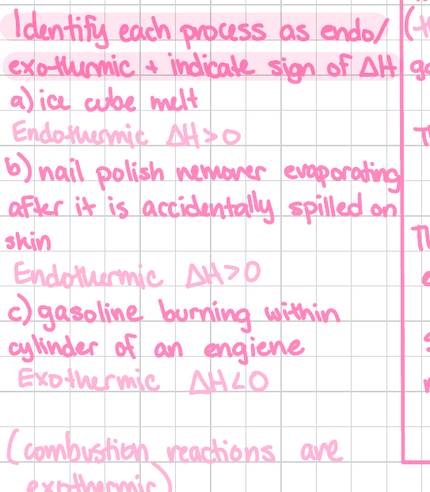 Identify each process as endo/
exo-thermic + indicate sign of ΔH
a) ice cube melt
Endothermic ΔH>0
b) nail polish remover evaporating
after it is accidentally spilled on
skin
Endothermic ΔH>0
c) gasoline burning within
cylinder of an engiene
Exothermic ΔH<0
(combustion reactions are
exothermic)